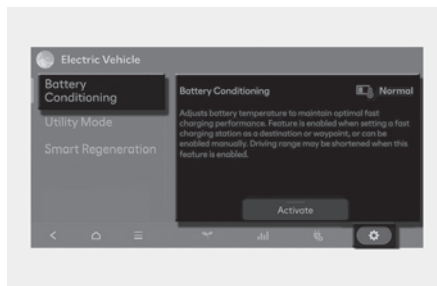 Electric Vehicle
Battery
Conditioning
Utility Mode
Smart Regeneration
Battery Conditioning
Normal
Adjusts battery temperature to maintain optimal fast
charging performance. Feature is enabled when setting a fast
charging station as a destination or waypoint, or can be
enabled manually. Driving range may be shortened when this
feature is enabled.
Activate